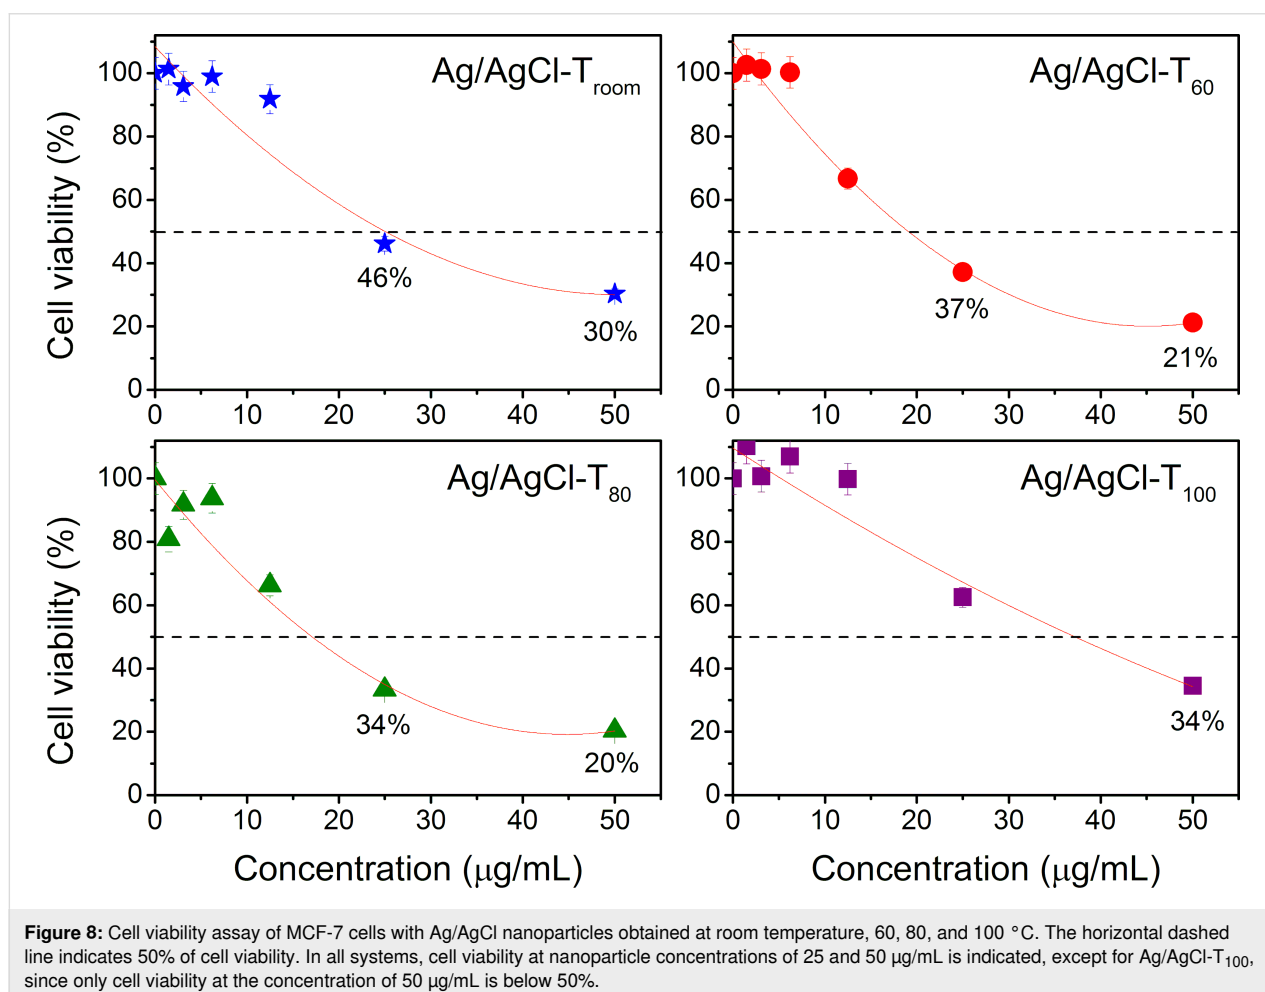 Ag/AgCl-Troom
Cell viability (%)
100
80
60
40
20
0
46%
30%
0 10 20 30 40 50
Ag/AgCl-T60
100
80
60
40
20
0
37%
21%
0 10 20 30 40 50
Ag/AgCl-T80
Cell viability (%)
100
80
60
40
20
0
34%
20%
0 10 20 30 40 50
Concentration (μg/mL)
Ag/AgCl-T100
100
80
60
40
20
0
34%
0 10 20 30 40 50
Concentration (μg/mL)
Figure 8: Cell viability assay of MCF-7 cells with Ag/AgCl nanoparticles obtained at room temperature, 60, 80, and 100 °C. The horizontal dashed
line indicates 50% of cell viability. In all systems, cell viability at nanoparticle concentrations of 25 and 50 μg/mL is indicated, except for Ag/AgCl-T100,
since only cell viability at the concentration of 50 μg/mL is below 50%.